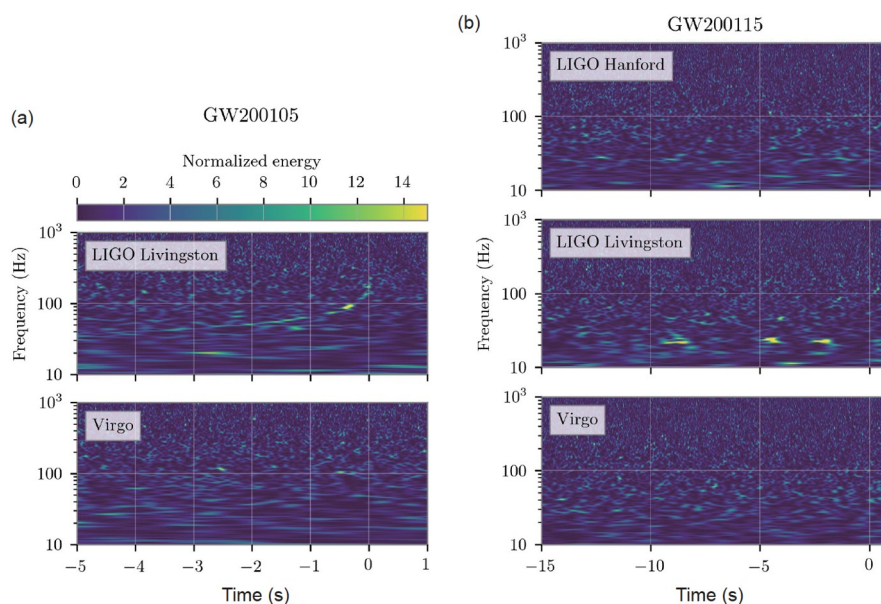 (a)
GW200105
Normalized energy
0 2 4 6 8 10 12 14
10³
LIGO Livingston
100
10
Frequency (Hz)
10³
Virgo
100
10
−5 −4 −3 −2 −1 0 1
Time (s)
(b)
GW200115
10³
LIGO Hanford
100
10
10³
LIGO Livingston
100
10
Frequency (Hz)
10³
Virgo
100
10
−15 −10 −5 0
Time (s)